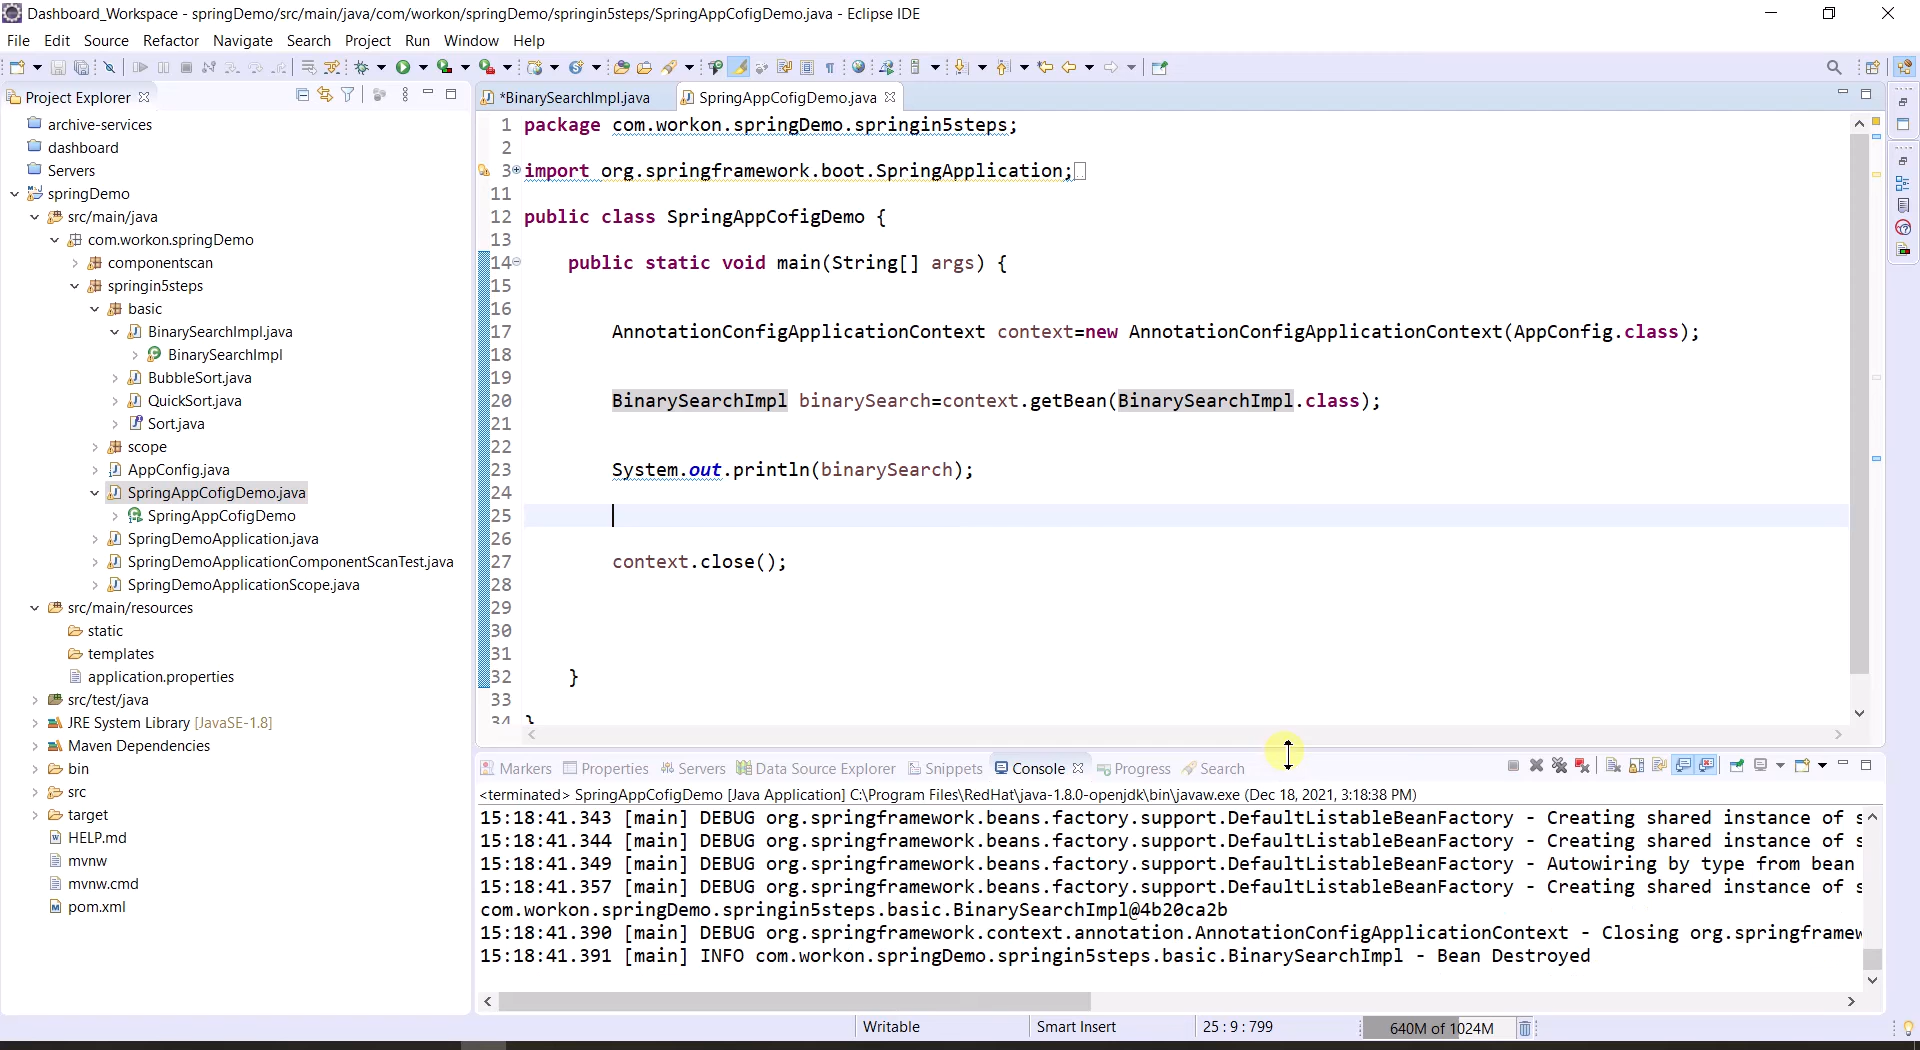 Dashboard_Workspace - springDemo/src/main/java/com/workon/springDemo/springin5steps/SpringAppCofigDemo.java - Eclipse IDE
File Edit Source Refactor Navigate Search Project Run Window Help
Project Explorer
archive-services
dashboard
Servers
springDemo
src/main/java
com.workon.springDemo
componentscan
springin5steps
basic
BinarySearchImpl.java
BinarySearchImpl
BubbleSort.java
QuickSort.java
Sort.java
scope
AppConfig.java
SpringAppCofigDemo.java
SpringAppCofigDemo
SpringDemoApplication.java
SpringDemoApplicationComponentScanTest.java
SpringDemoApplicationScope.java
src/main/resources
static
templates
application.properties
src/test/java
JRE System Library [JavaSE-1.8]
Maven Dependencies
bin
src
target
HELP.md
mvnw
mvnw.cmd
pom.xml
*BinarySearchImpl.java SpringAppCofigDemo.java
1 package com.workon.springDemo.springin5steps;
2
3 import org.springframework.boot.SpringApplication;
11
12 public class SpringAppCofigDemo {
13
14 public static void main(String[] args) {
15
16
17 AnnotationConfigApplicationContext context=new AnnotationConfigApplicationContext(AppConfig.class);
18
19
20 BinarySearchImpl binarySearch=context.getBean(BinarySearchImpl.class);
21
22
23 System.out.println(binarySearch);
24
25
26
27 context.close();
28
29
30
31
32 }
33
34 }
Markers Properties Servers Data Source Explorer Snippets Console Progress Search
<terminated> SpringAppCofigDemo [Java Application] C:\Program Files\RedHat\java-1.8.0-openjdk\bin\javaw.exe (Dec 18, 2021, 3:18:38 PM)
15:18:41.343 [main] DEBUG org.springframework.beans.factory.support.DefaultListableBeanFactory - Creating shared instance of s
15:18:41.344 [main] DEBUG org.springframework.beans.factory.support.DefaultListableBeanFactory - Creating shared instance of s
15:18:41.349 [main] DEBUG org.springframework.beans.factory.support.DefaultListableBeanFactory - Autowiring by type from bean
15:18:41.357 [main] DEBUG org.springframework.beans.factory.support.DefaultListableBeanFactory - Creating shared instance of s
com.workon.springDemo.springin5steps.basic.BinarySearchImpl@4b20ca2b
15:18:41.390 [main] DEBUG org.springframework.context.annotation.AnnotationConfigApplicationContext - Closing org.springframew
15:18:41.391 [main] INFO com.workon.springDemo.springin5steps.basic.BinarySearchImpl - Bean Destroyed
Writable Smart Insert 25 : 9 : 799 640M of 1024M